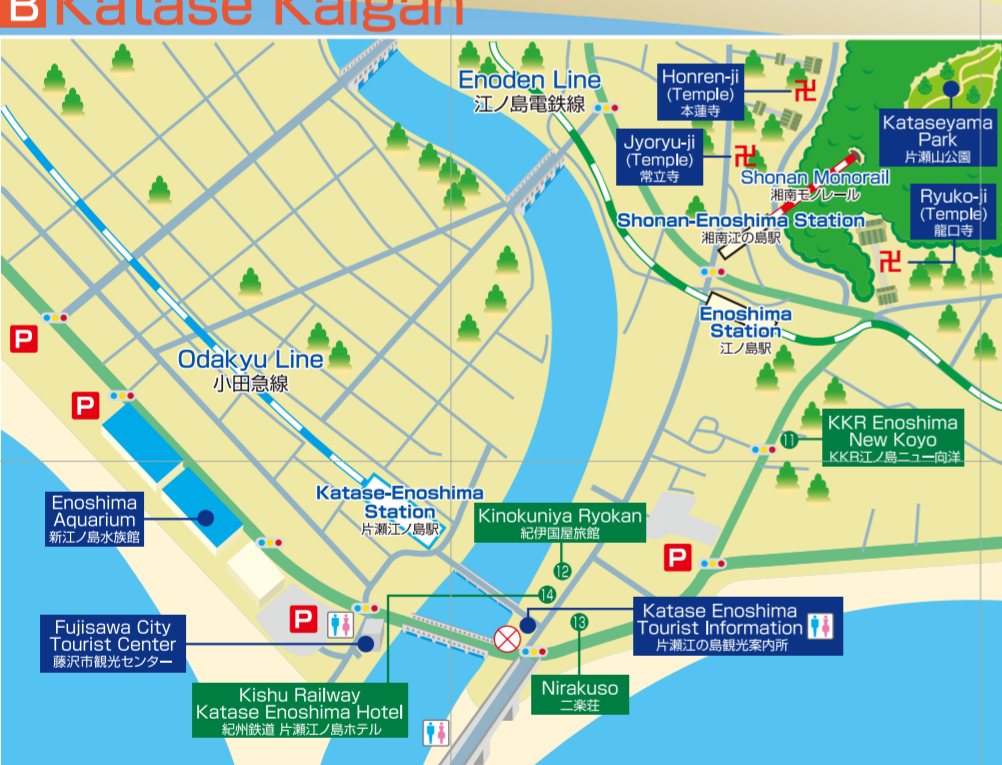 B Katase Kaigan
Enoden Line
江ノ島電鉄線
Honren-ji
(Temple)
本蓮寺
Jyoryu-ji
(Temple)
常立寺
Kataseyama
Park
片瀬山公園
Shonan Monorail
湘南モノレール
Ryuko-ji
(Temple)
龍口寺
Shonan-Enoshima Station
湘南江の島駅
Enoshima
Station
江ノ島駅
P
Odakyu Line
小田急線
P
11
KKR Enoshima
New Koyo
KKR江ノ島ニュー向洋
Enoshima
Aquarium
新江ノ島水族館
Katase-Enoshima
Station
片瀬江ノ島駅
Kinokuniya Ryokan
紀伊国屋旅館
12
P
14
P
13
Katase Enoshima
Tourist Information
片瀬江の島観光案内所
Fujisawa City
Tourist Center
藤沢市観光センター
Nirakuso
二楽荘
Kishu Railway
Katase Enoshima Hotel
紀州鉄道 片瀬江ノ島ホテル